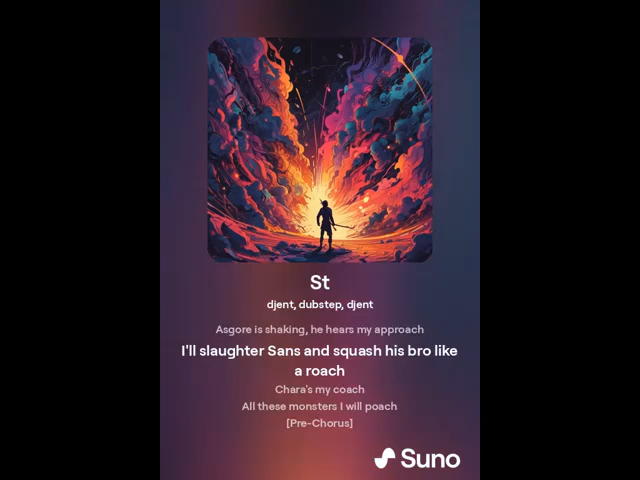 St
djent, dubstep, djent
Asgore is shaking, he hears my approach
I'll slaughter Sans and squash his bro like
a roach
Chara's my coach
All these monsters I will poach
[Pre-Chorus]
Suno